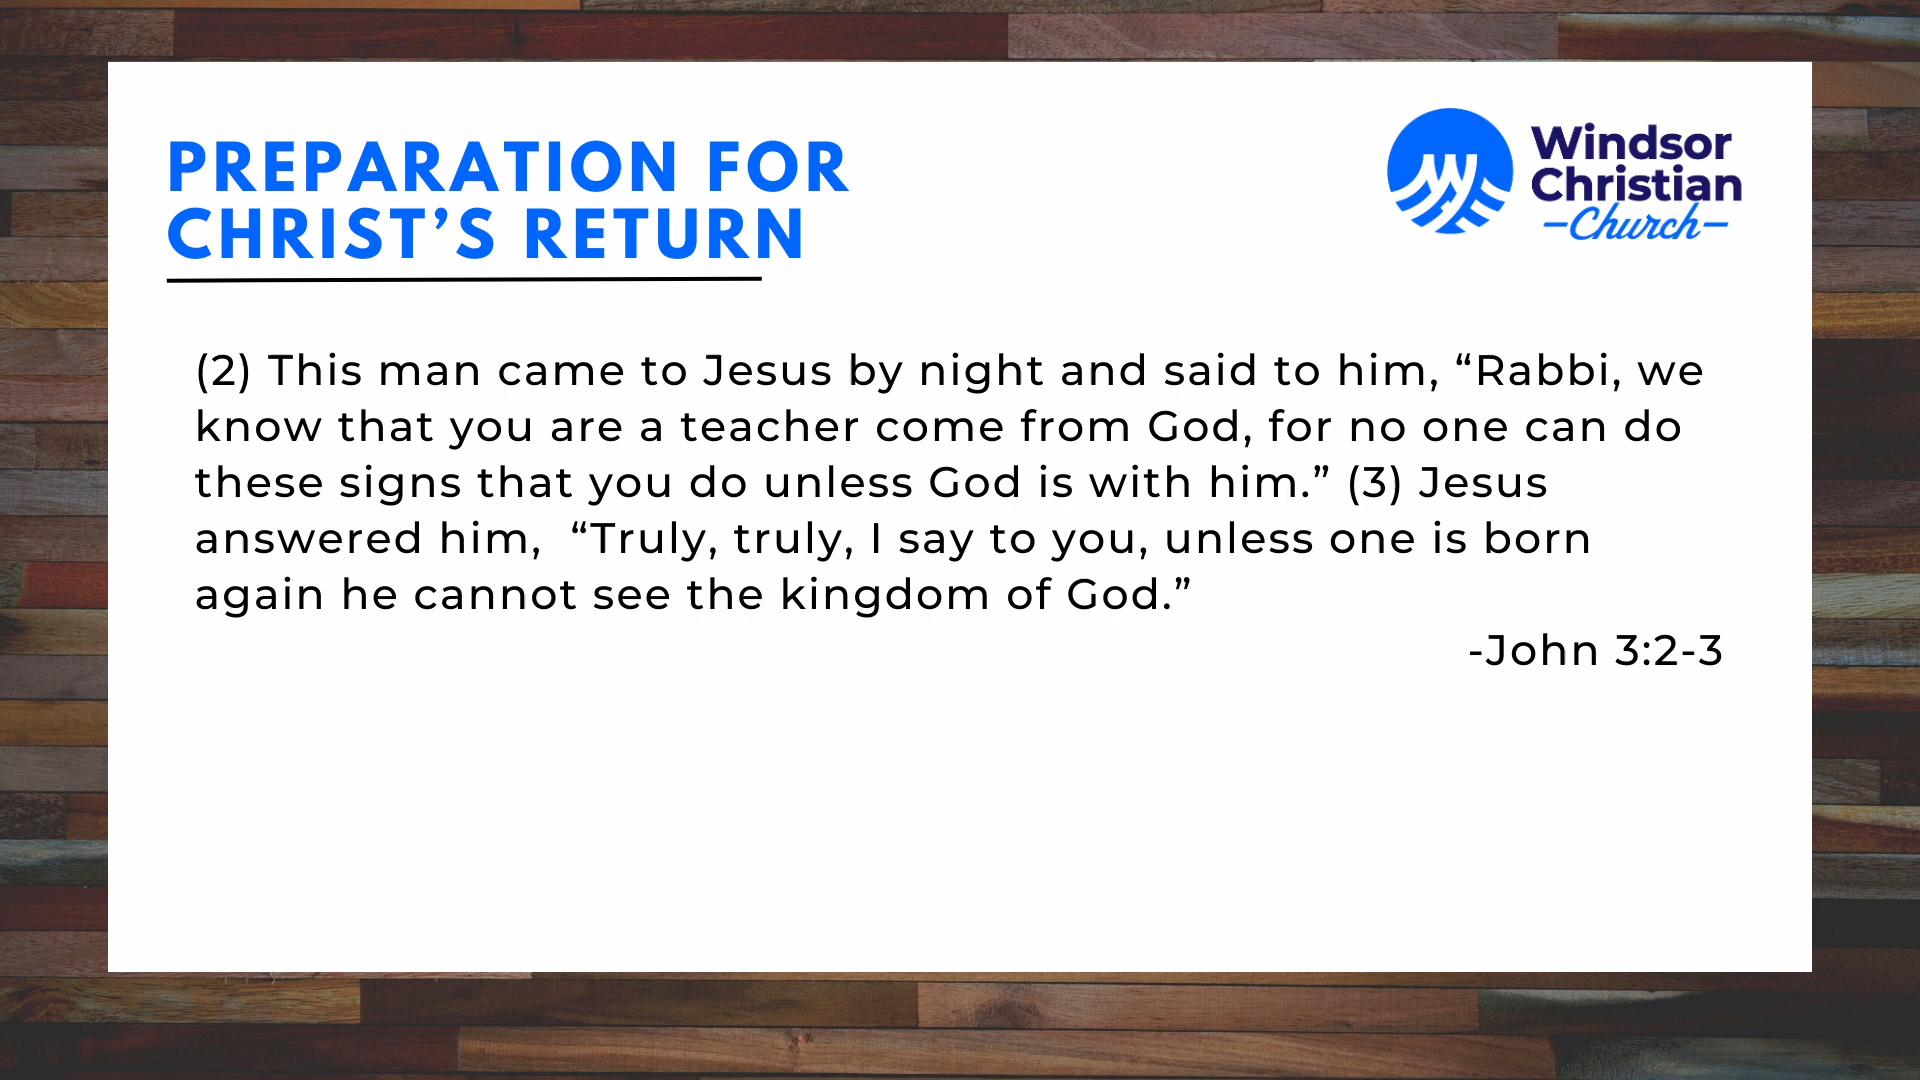 PREPARATION FOR
CHRIST’S RETURN
Windsor
Christian
-Church-
(2) This man came to Jesus by night and said to him, “Rabbi, we
know that you are a teacher come from God, for no one can do
these signs that you do unless God is with him.” (3) Jesus
answered him,  “Truly, truly, I say to you, unless one is born
again he cannot see the kingdom of God.”
-John 3:2-3